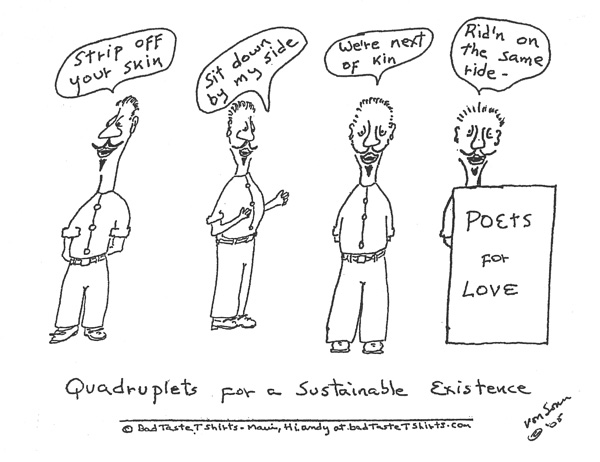 Strip off
your skin
Sit down
by my side
We're next
of kin
Rid'n on
the same
ride-
POEts
for
LOVE
Quadruplets for a Sustainable Existence
© BadTasteTshirts - Maui, Hi. andy at badTasteTShirts.com
© '05